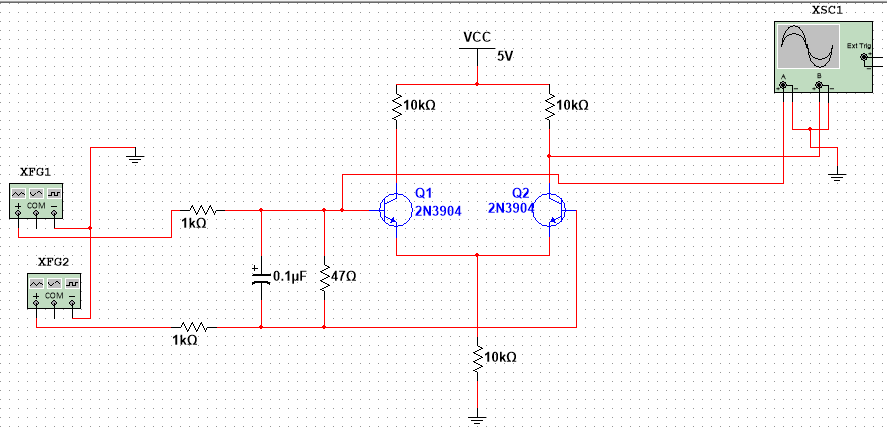 XSC1
Ext Trig
A
B
VCC
5V
10kΩ
10kΩ
XFG1
COM
Q1
2N3904
Q2
2N3904
1kΩ
XFG2
COM
0.1µF
47Ω
1kΩ
10kΩ